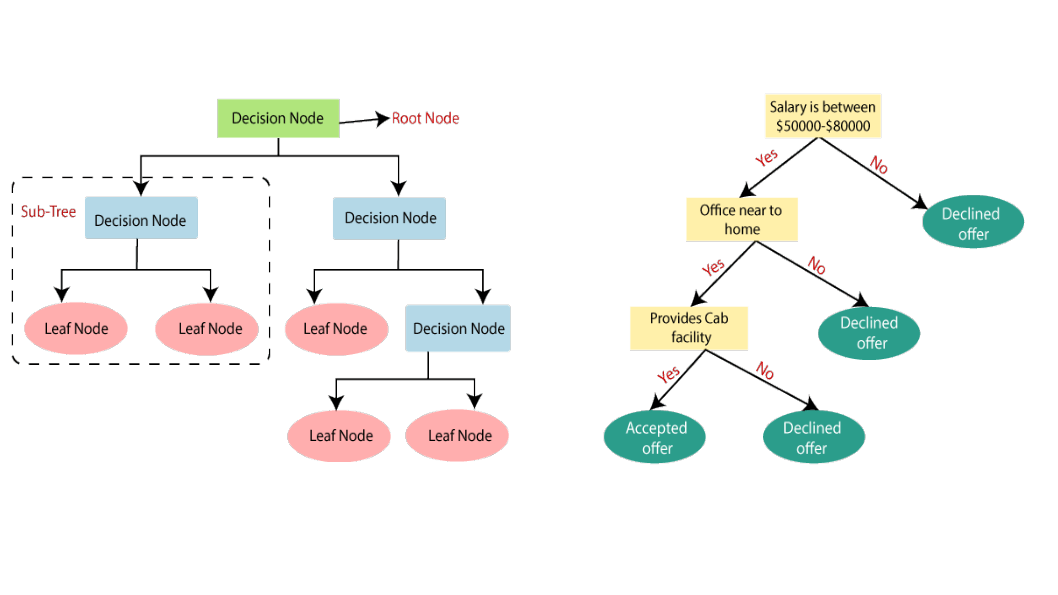 Decision Node
Root Node
Sub-Tree
Decision Node
Decision Node
Leaf Node
Leaf Node
Leaf Node
Decision Node
Leaf Node
Leaf Node
Salary is between
$50000-$80000
Yes
No
Office near to
home
Declined
offer
Yes
No
Provides Cab
facility
Declined
offer
Yes
No
Accepted
offer
Declined
offer